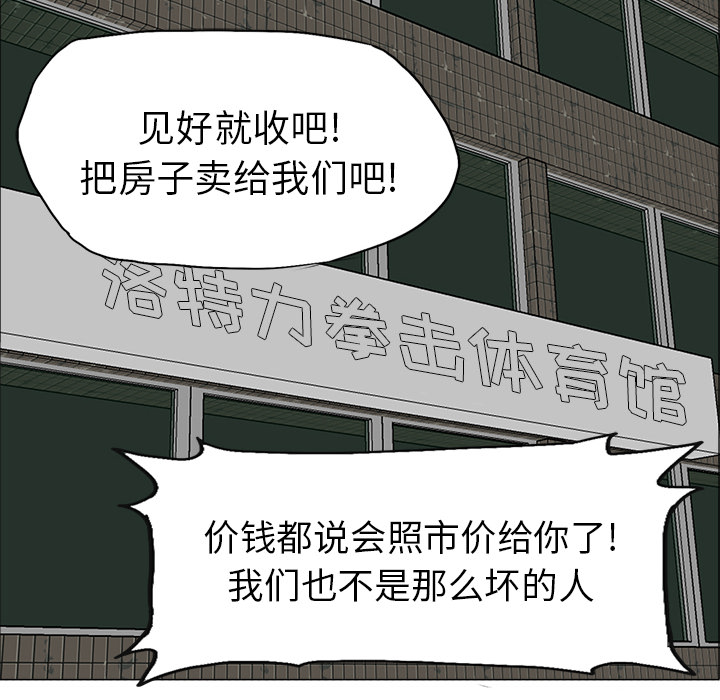 见好就收吧!
把房子卖给我们吧!
洛特力拳击体育馆
价钱都说会照市价给你了!
我们也不是那么坏的人